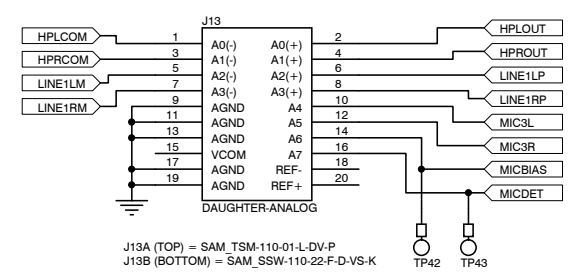 J13
HPLCOM 1 A0(-) A0(+) 2 HPLOUT
HPRCOM 3 A1(-) A1(+) 4 HPROUT
LINE1LM 5 A2(-) A2(+) 6 LINE1LP
LINE1RM 7 A3(-) A3(+) 8 LINE1RP
9 AGND A4 10 MIC3L
11 AGND A5 12 MIC3R
13 AGND A6 14 MICBIAS
15 VCOM A7 16 MICDET
17 AGND REF- 18
19 AGND REF+ 20
DAUGHTER-ANALOG
J13A (TOP) = SAM_TSM-110-01-L-DV-P
J13B (BOTTOM) = SAM_SSW-110-22-F-D-VS-K
TP42 TP43